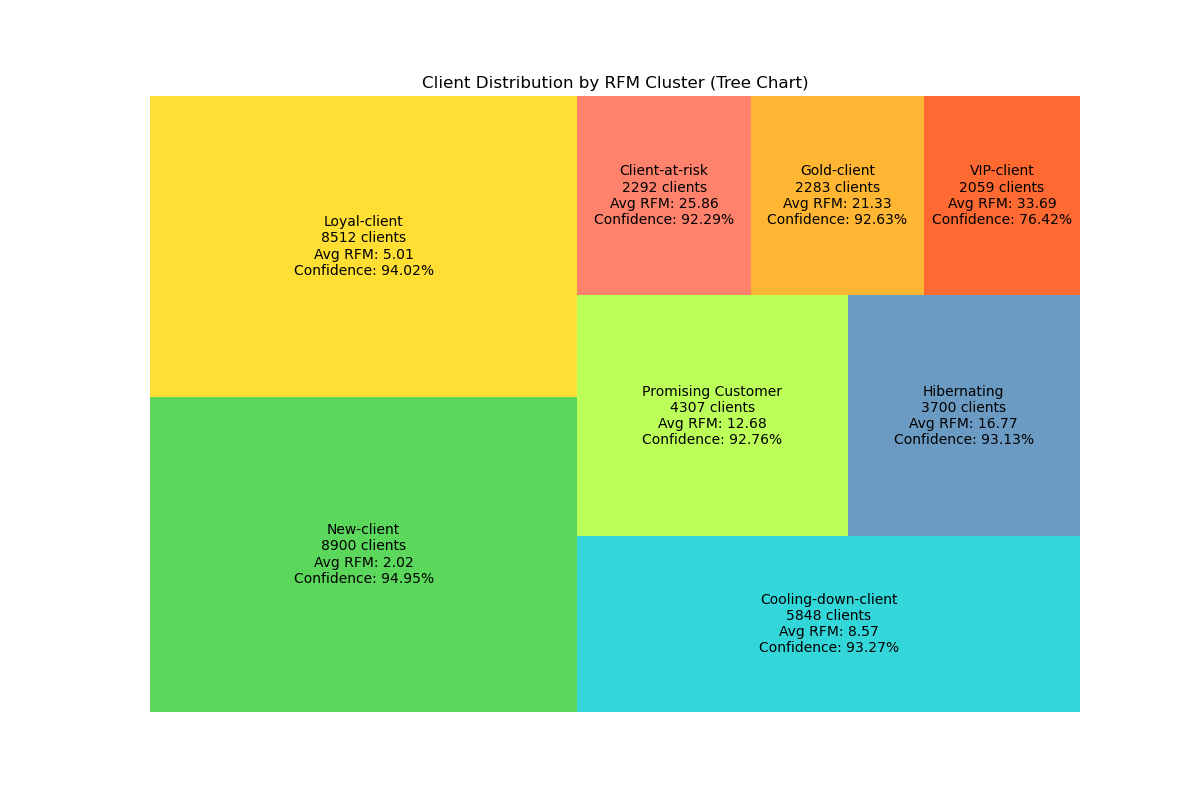 Client Distribution by RFM Cluster (Tree Chart)
Loyal-client
8512 clients
Avg RFM: 5.01
Confidence: 94.02%
Client-at-risk
2292 clients
Avg RFM: 25.86
Confidence: 92.29%
Gold-client
2283 clients
Avg RFM: 21.33
Confidence: 92.63%
VIP-client
2059 clients
Avg RFM: 33.69
Confidence: 76.42%
Promising Customer
4307 clients
Avg RFM: 12.68
Confidence: 92.76%
Hibernating
3700 clients
Avg RFM: 16.77
Confidence: 93.13%
New-client
8900 clients
Avg RFM: 2.02
Confidence: 94.95%
Cooling-down-client
5848 clients
Avg RFM: 8.57
Confidence: 93.27%